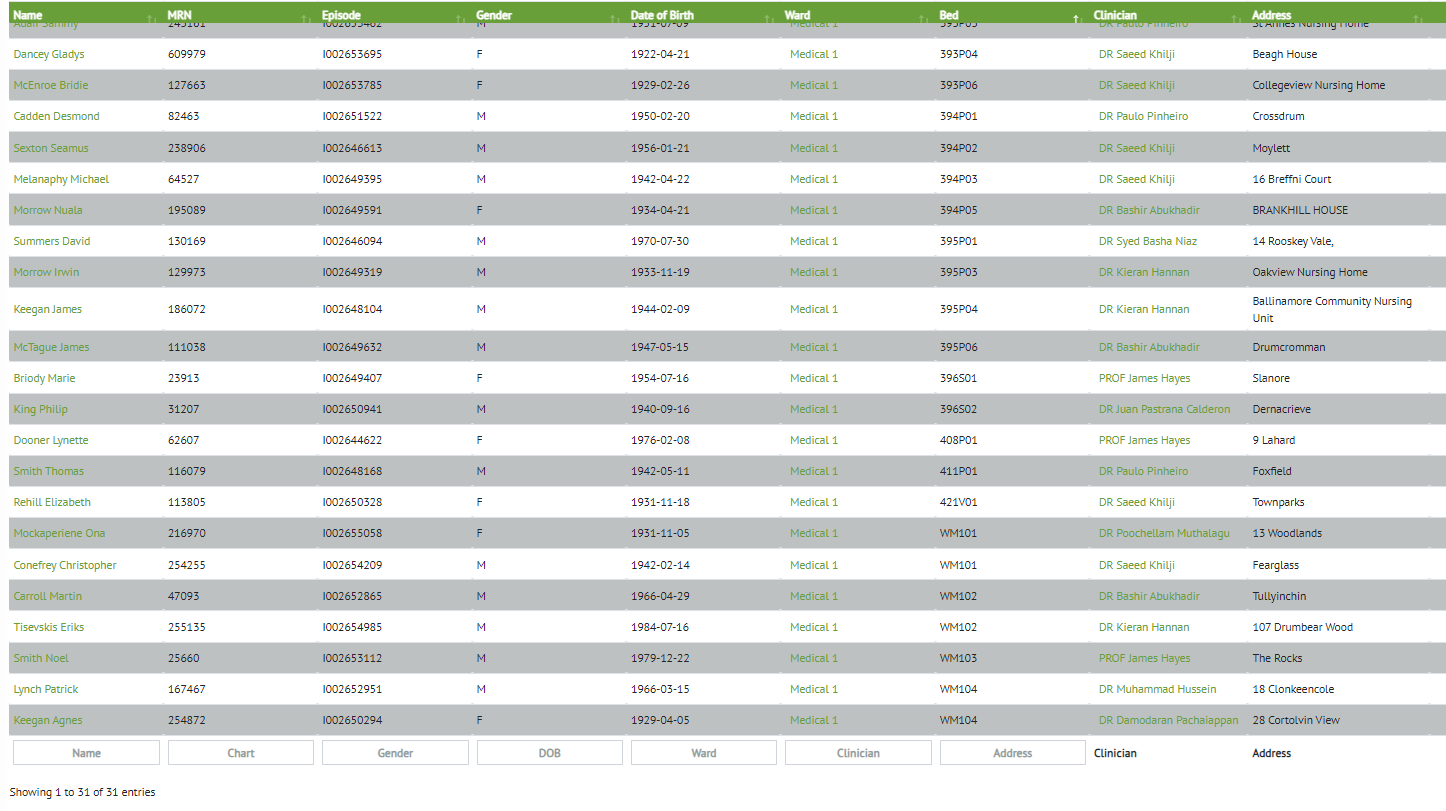 Name MRN Episode Gender Date of Birth Ward Bed Clinician Address
Sammy Medical 1 DR Paulo Pinheiro St Annes Nursing Home
Dancey Gladys 609979 I002653695 F 1922-04-21 Medical 1 393P04 DR Saeed Khilji Beagh House
McEnroe Bridie 127663 I002653785 F 1929-02-26 Medical 1 393P06 DR Saeed Khilji Collegeview Nursing Home
Cadden Desmond 82463 I002651522 M 1950-02-20 Medical 1 394P01 DR Paulo Pinheiro Crossdrum
Sexton Seamus 238906 I002646613 M 1956-01-21 Medical 1 394P02 DR Saeed Khilji Moylett
Melanaphy Michael 64527 I002649395 M 1942-04-22 Medical 1 394P03 DR Saeed Khilji 16 Breffni Court
Morrow Nuala 195089 I002649591 F 1934-04-21 Medical 1 394P05 DR Bashir Abukhadir BRANKHILL HOUSE
Summers David 130169 I002646094 M 1970-07-30 Medical 1 395P01 DR Syed Basha Niaz 14 Rooskey Vale,
Morrow Irwin 129973 I002649319 M 1933-11-19 Medical 1 395P03 DR Kieran Hannan Oakview Nursing Home
Keegan James 186072 I002648104 M 1944-02-09 Medical 1 395P04 DR Kieran Hannan Ballinamore Community Nursing
Unit
McTague James 111038 I002649632 M 1947-05-15 Medical 1 395P06 DR Bashir Abukhadir Drumcromman
Briody Marie 23913 I002649407 F 1954-07-16 Medical 1 396S01 PROF James Hayes Slanore
King Philip 31207 I002650941 M 1940-09-16 Medical 1 396S02 DR Juan Pastrana Calderon Dernacrieve
Dooner Lynette 62607 I002644622 F 1976-02-08 Medical 1 408P01 PROF James Hayes 9 Lahard
Smith Thomas 116079 I002648168 M 1942-05-11 Medical 1 411P01 DR Paulo Pinheiro Foxfield
Rehill Elizabeth 113805 I002650328 F 1931-11-18 Medical 1 421V01 DR Saeed Khilji Townparks
Mockaperiene Ona 216970 I002655058 F 1931-11-05 Medical 1 WM101 DR Poochellam Muthalagu 13 Woodlands
Conefrey Christopher 254255 I002654209 M 1942-02-14 Medical 1 WM101 DR Saeed Khilji Fearglass
Carroll Martin 47093 I002652865 M 1966-04-29 Medical 1 WM102 DR Bashir Abukhadir Tullyinchin
Tisevskis Eriks 255135 I002654985 M 1984-07-16 Medical 1 WM102 DR Kieran Hannan 107 Drumbear Wood
Smith Noel 25660 I002653112 M 1979-12-22 Medical 1 WM103 PROF James Hayes The Rocks
Lynch Patrick 167467 I002652951 M 1966-03-15 Medical 1 WM104 DR Muhammad Hussein 18 Clonkeencole
Keegan Agnes 254872 I002650294 F 1929-04-05 Medical 1 WM104 DR Damodaran Pachaiappan 28 Cortolvin View
Name Chart Gender DOB Ward Clinician Address Clinician Address
Showing 1 to 31 of 31 entries